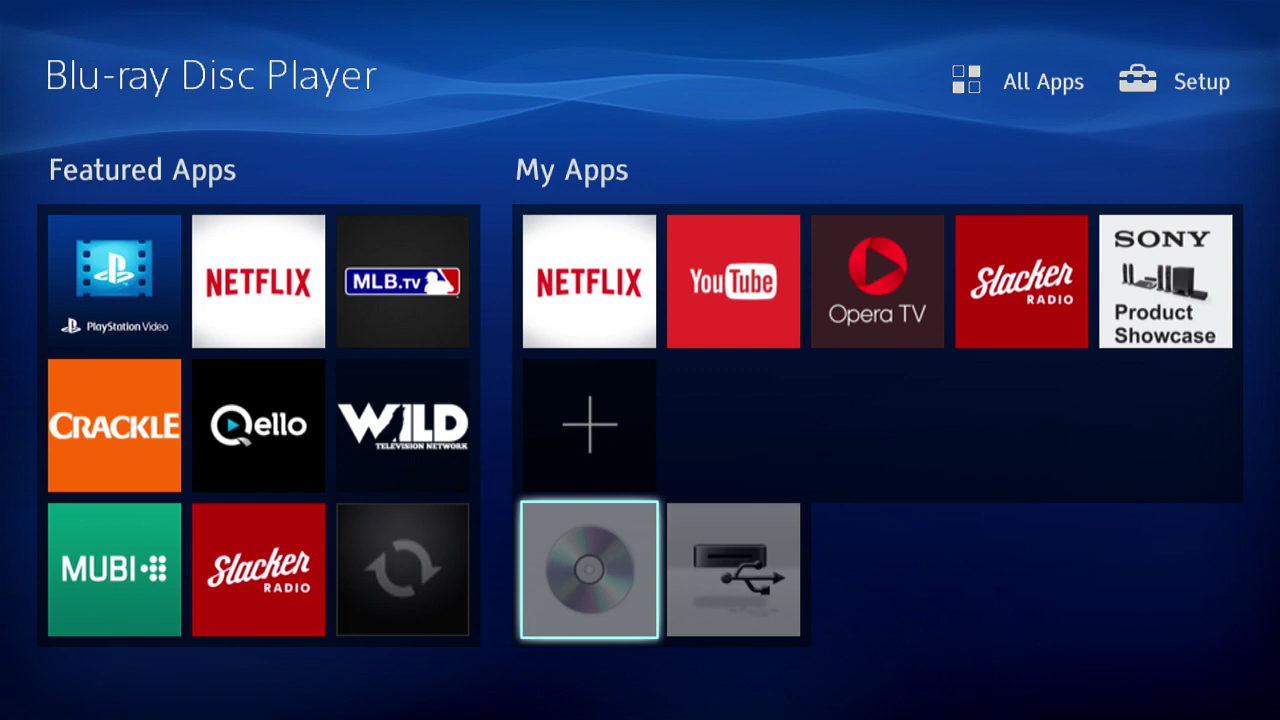 Blu-ray Disc Player
All Apps
Setup
Featured Apps
My Apps
PlayStation Video
NETFLIX
MLB.TV
CRACKLE
Qello
WILD
TELEVISION NETWORK
MUBI
Slacker
RADIO
NETFLIX
YouTube
Opera TV
Slacker
RADIO
SONY
Product
Showcase